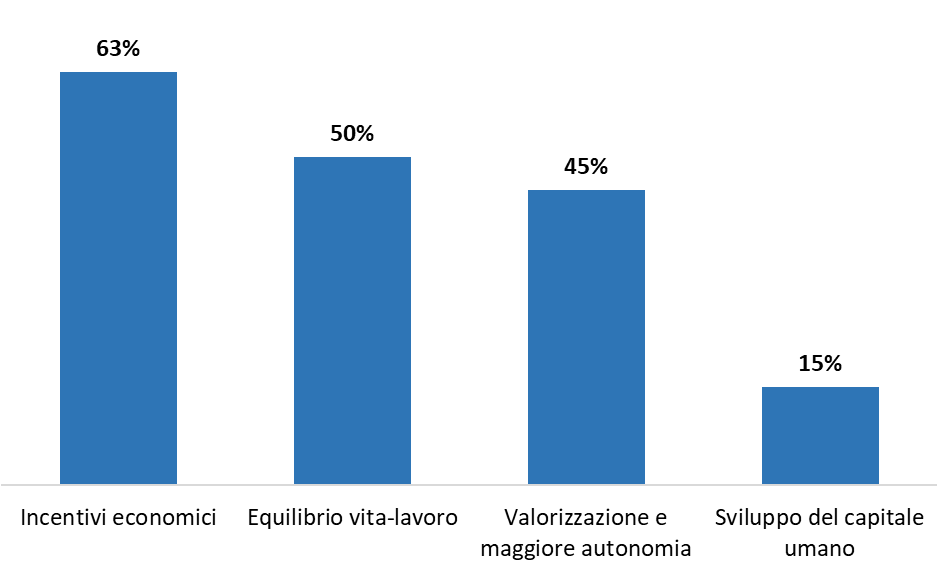 63%
50%
45%
15%
Incentivi economici
Equilibrio vita-lavoro
Valorizzazione e
maggiore autonomia
Sviluppo del capitale
umano